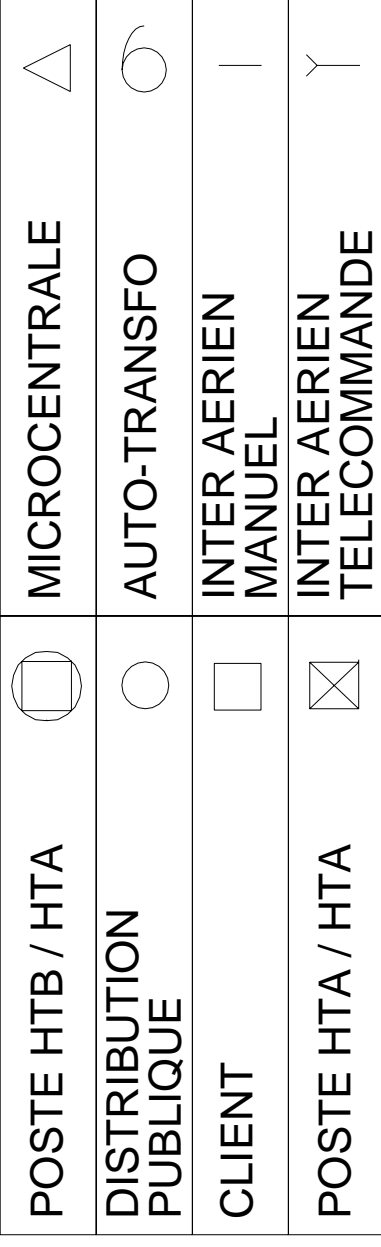 POSTE HTB / HTA
MICROCENTRALE
DISTRIBUTION
PUBLIQUE
AUTO-TRANSFO
CLIENT
INTER AERIEN
MANUEL
POSTE HTA / HTA
INTER AERIEN
TELECOMMANDE